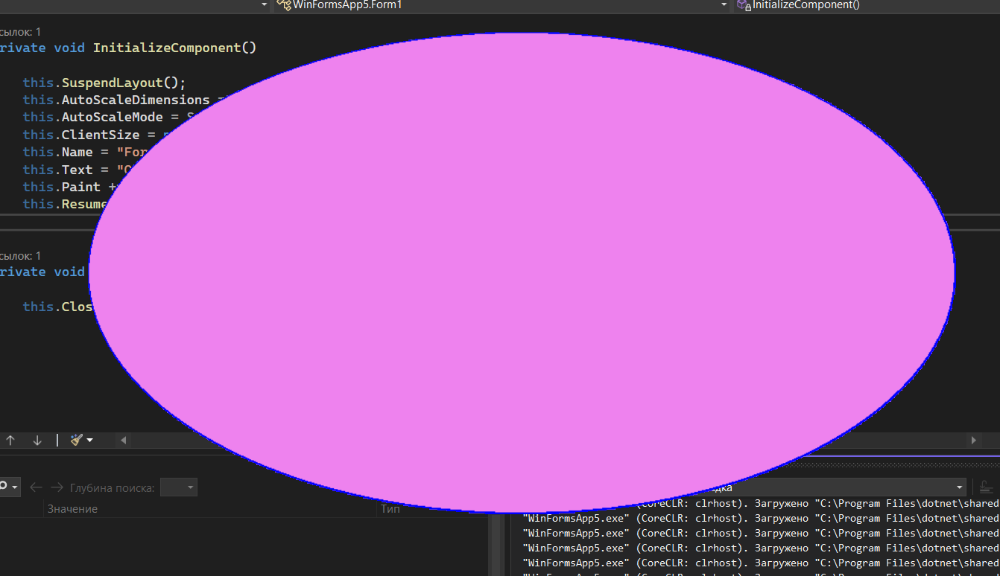 WinFormsApp5.Form1 InitializeComponent()
сылок: 1
rivate void InitializeComponent()
this.SuspendLayout();
this.AutoScaleDimensions =
this.AutoScaleMode = S
this.ClientSize =
this.Name = "For
this.Text = "C
this.Paint +
this.Resume
сылок: 1
rivate void
this.Clos
Глубина поиска:
адка
Значение Тип
(CoreCLR: clrhost). Загружено "C:\Program Files\dotnet\shared
"WinFormsApp5.exe" (CoreCLR: clrhost). Загружено "C:\Program Files\dotnet\shared
"WinFormsApp5.exe" (CoreCLR: clrhost). Загружено "C:\Program Files\dotnet\shared
"WinFormsApp5.exe" (CoreCLR: clrhost). Загружено "C:\Program Files\dotnet\shared
"WinFormsApp5.exe" (CoreCLR: clrhost). Загружено "C:\Program Files\dotnet\shared